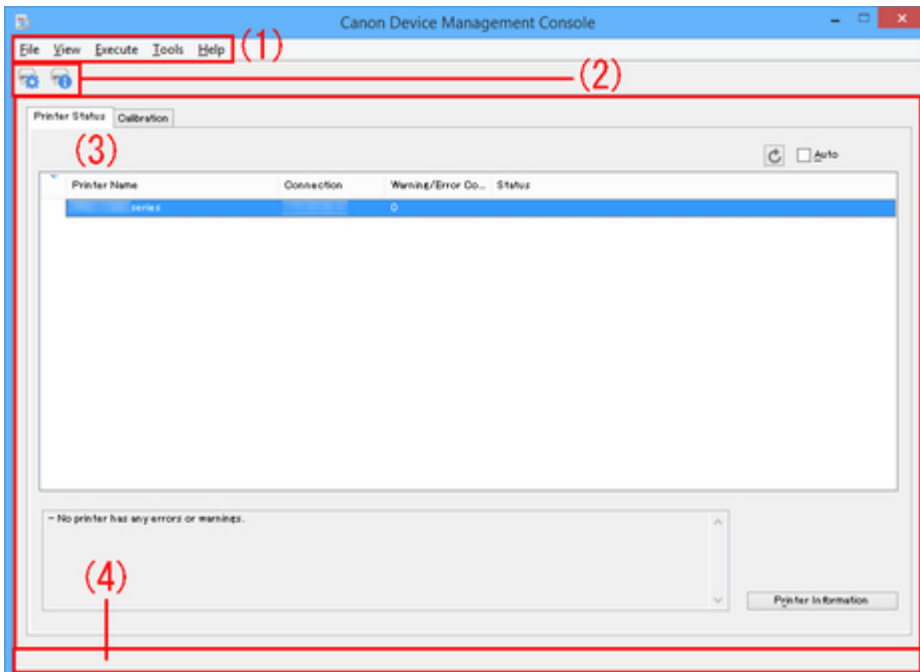 Canon Device Management Console
File View Execute Tools Help (1)
(2)
Printer Status Calibration
(3)
Auto
Printer Name Connection Warning/Error Co... Status
series 0
- No printer has any errors or warnings.
(4)
Printer Information